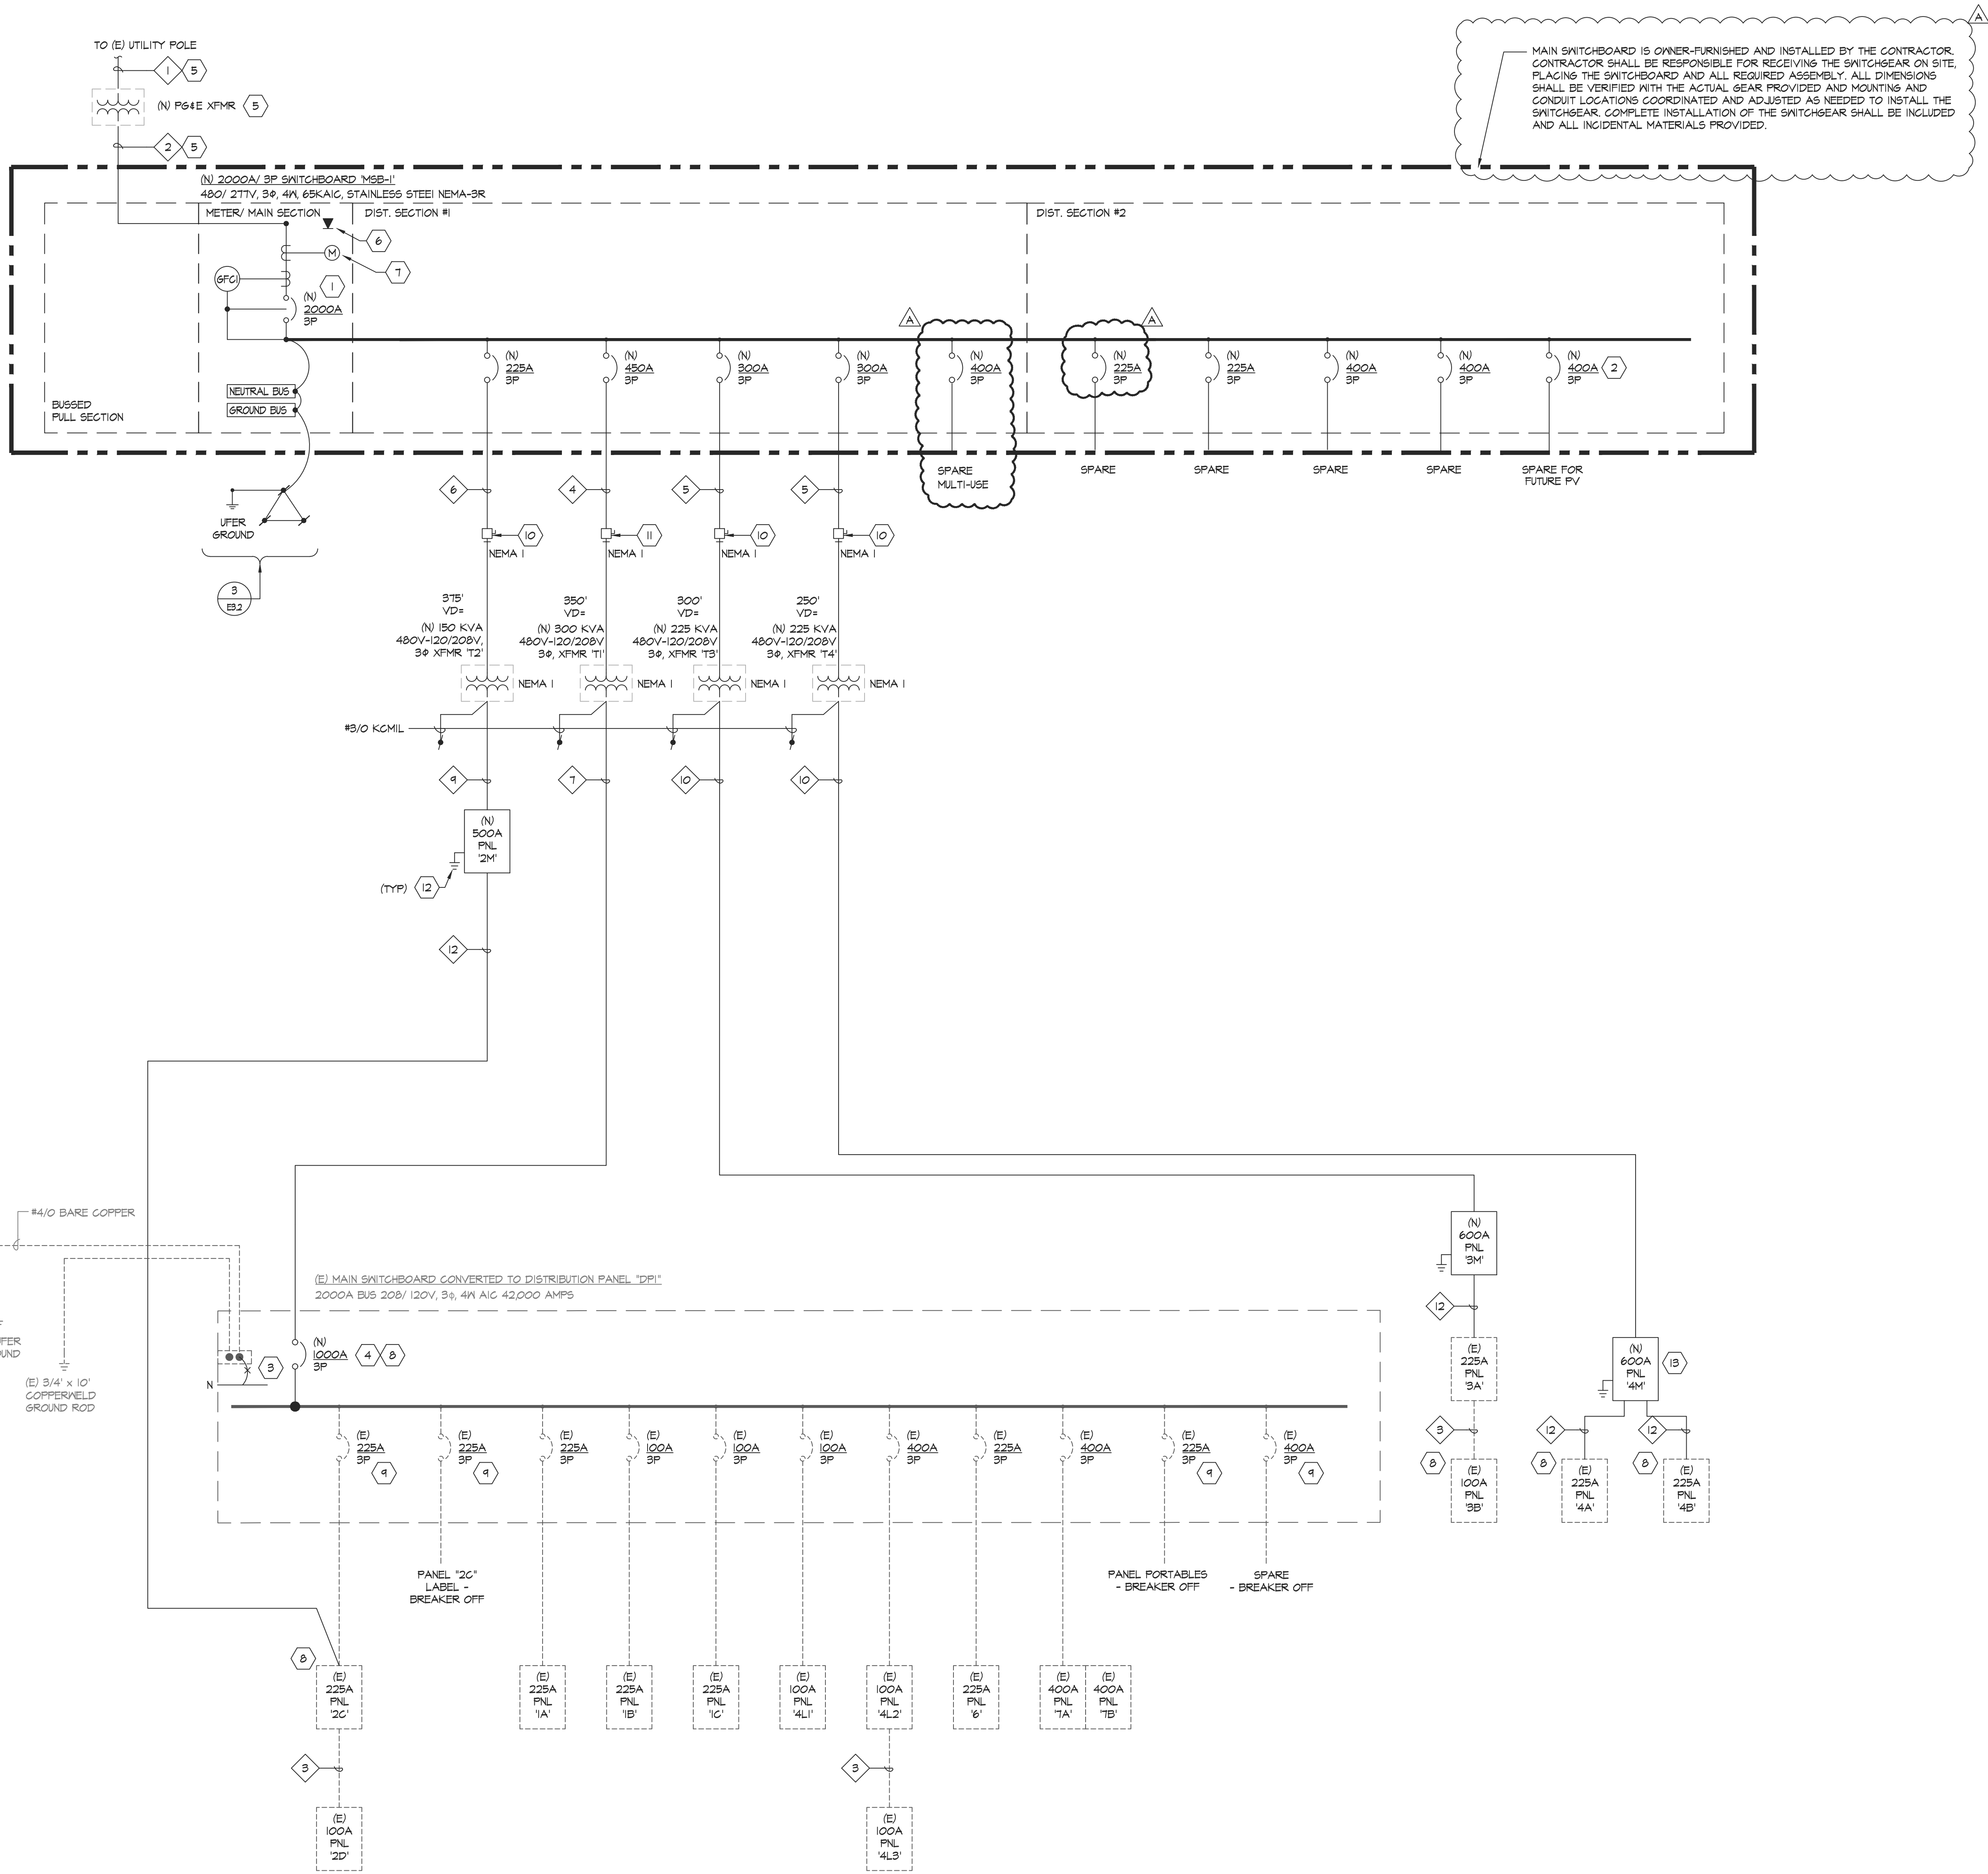 TO (E) UTILITY POLE
1
5
(N) PG&E XFMR
5
2
5
A
MAIN SWITCHBOARD IS OWNER-FURNISHED AND INSTALLED BY THE CONTRACTOR.
CONTRACTOR SHALL BE RESPONSIBLE FOR RECEIVING THE SWITCHGEAR ON SITE,
PLACING THE SWITCHBOARD AND ALL REQUIRED ASSEMBLY. ALL DIMENSIONS
SHALL BE VERIFIED WITH THE ACTUAL GEAR PROVIDED AND MOUNTING AND
CONDUIT LOCATIONS COORDINATED AND ADJUSTED AS NEEDED TO INSTALL THE
SWITCHGEAR. COMPLETE INSTALLATION OF THE SWITCHGEAR SHALL BE INCLUDED
AND ALL INCIDENTAL MATERIALS PROVIDED.
(N) 2000A/ 3P SWITCHBOARD 'MSB-1'
480/ 277V, 3Φ, 4W, 65KAIC, STAINLESS STEEl NEMA-3R
BUSSED
PULL SECTION
METER/ MAIN SECTION
DIST. SECTION #1
DIST. SECTION #2
6
M
7
GFCI
1
(N)
2000A
3P
NEUTRAL BUS
GROUND BUS
(N)
225A
3P
(N)
450A
3P
(N)
300A
3P
(N)
300A
3P
A
(N)
400A
3P
A
(N)
225A
3P
(N)
225A
3P
(N)
400A
3P
(N)
400A
3P
(N)
400A
3P
2
SPARE
MULTI-USE
SPARE
SPARE
SPARE
SPARE
SPARE FOR
FUTURE PV
UFER
GROUND
3
E3.2
6
4
5
5
10
NEMA 1
11
NEMA 1
10
NEMA 1
10
NEMA 1
375'
VD=
(N) 150 KVA
480V-120/208V,
3Φ XFMR 'T2'
NEMA 1
350'
VD=
(N) 300 KVA
480V-120/208V
3Φ, XFMR 'T1'
NEMA 1
300'
VD=
(N) 225 KVA
480V-120/208V
3Φ, XFMR 'T3'
NEMA 1
250'
VD=
(N) 225 KVA
480V-120/208V
3Φ, XFMR 'T4'
NEMA 1
#3/0 KCMIL
9
7
10
10
(N)
500A
PNL
'2M'
(TYP)
12
12
#4/0 BARE COPPER
(E) 3/4' x 10'
COPPERWELD
GROUND ROD
(E) MAIN SWITCHBOARD CONVERTED TO DISTRIBUTION PANEL "DP1"
2000A BUS 208/ 120V, 3φ, 4W AIC 42,000 AMPS
N
3
(N)
1000A
3P
4
8
(E)
225A
3P
9
(E)
225A
3P
9
(E)
225A
3P
(E)
100A
3P
(E)
100A
3P
(E)
100A
3P
(E)
400A
3P
(E)
225A
3P
(E)
400A
3P
(E)
225A
3P
9
(E)
400A
3P
9
PANEL "2C"
LABEL -
BREAKER OFF
PANEL PORTABLES
- BREAKER OFF
SPARE
- BREAKER OFF
(N)
600A
PNL
'3M'
12
(E)
225A
PNL
'3A'
3
8
(E)
100A
PNL
'3B'
(N)
600A
PNL
'4M'
13
12
12
8
(E)
225A
PNL
'4A'
8
(E)
225A
PNL
'4B'
8
(E)
225A
PNL
'2C'
(E)
225A
PNL
'1A'
(E)
225A
PNL
'1B'
(E)
225A
PNL
'1C'
(E)
100A
PNL
'4L1'
(E)
100A
PNL
'4L2'
(E)
225A
PNL
'6'
(E)
400A
PNL
'7A'
(E)
400A
PNL
'7B'
3
(E)
100A
PNL
'2D'
3
(E)
100A
PNL
'4L3'